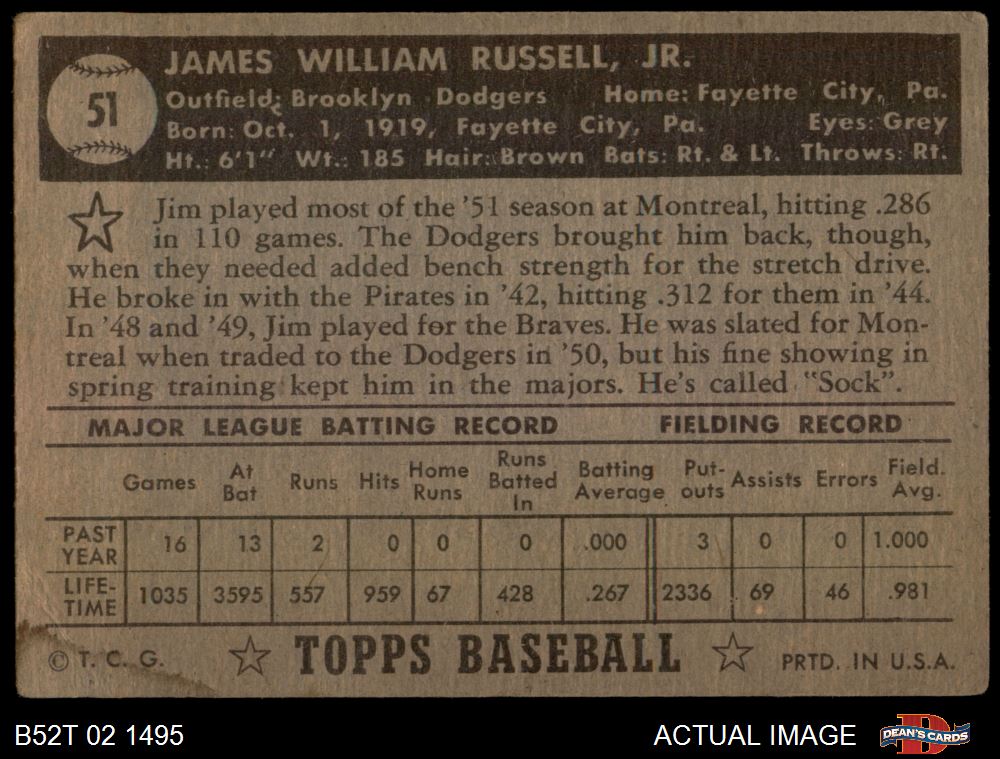 51
JAMES WILLIAM RUSSELL, JR.
Outfield: Brooklyn Dodgers Home: Fayette City, Pa.
Born: Oct. 1, 1919, Fayette City, Pa. Eyes: Grey
Ht.: 6'1" Wt.: 185 Hair: Brown Bats: Rt. & Lt. Throws: Rt.
Jim played most of the '51 season at Montreal, hitting .286
in 110 games. The Dodgers brought him back, though,
when they needed added bench strength for the stretch drive.
He broke in with the Pirates in '42, hitting .312 for them in '44.
In '48 and '49, Jim played for the Braves. He was slated for Mon-
treal when traded to the Dodgers in '50, but his fine showing in
spring training kept him in the majors. He's called "Sock".
MAJOR LEAGUE BATTING RECORD FIELDING RECORD
Games At Bat Runs Hits Home Runs Runs Batted In Batting Average Put-outs Assists Errors Field. Avg.
PAST YEAR 16 13 2 0 0 0 .000 3 0 0 1.000
LIFE-TIME 1035 3595 557 959 67 428 .267 2336 69 46 .981
© T. C. G. TOPPS BASEBALL PRTD. IN U.S.A.
B52T 02 1495 ACTUAL IMAGE D DEAN'S CARDS